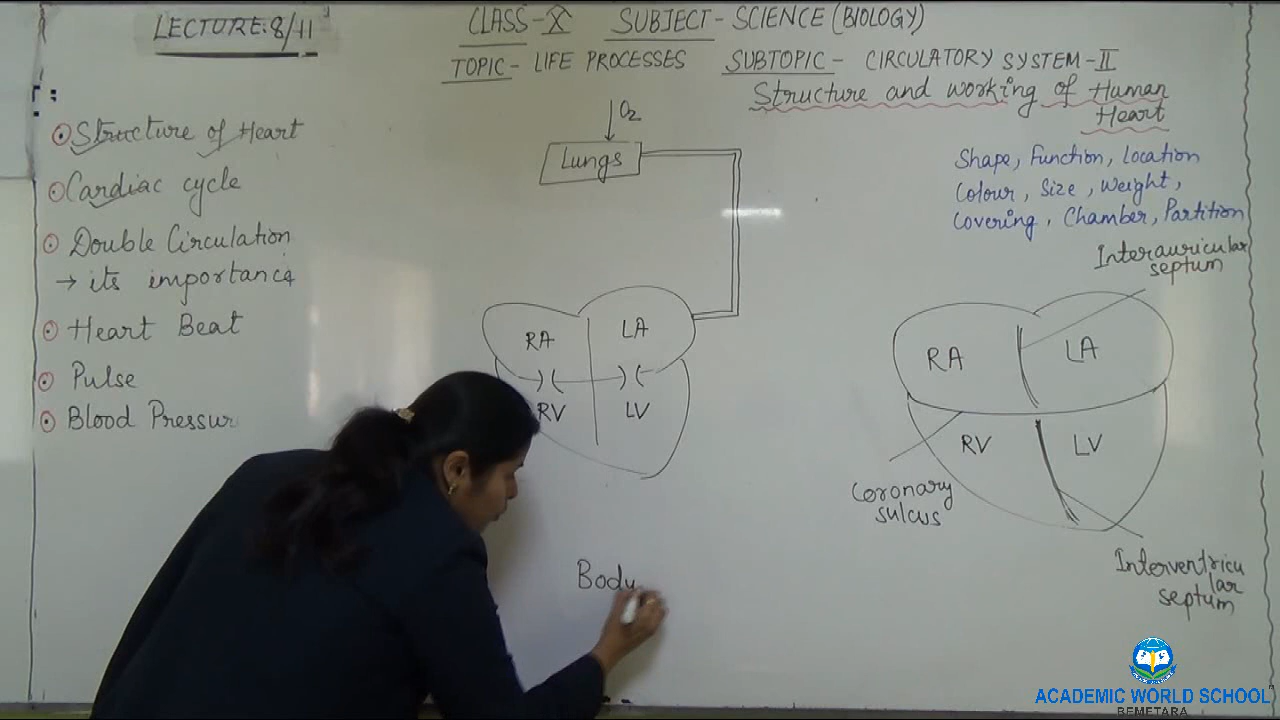 LECTURE:8/11
CLASS-X SUBJECT-SCIENCE (BIOLOGY)
TOPIC- LIFE PROCESSES SUBTOPIC- CIRCULATORY SYSTEM-II
Structure and working of Human
Heart
Structure of Heart
Cardiac cycle
Double Circulation
→ its importance
Heart Beat
Pulse
Blood Pressur
O2
Lungs
RA LA
RV LV
Body
Shape, Function, Location
Colour, Size, Weight,
Covering, Chamber, Partition
Interauricular
septum
RA LA
RV LV
Coronary
sulcus
Interventricu
lar
septum
ACADEMIC WORLD SCHOOL
BEMETARA